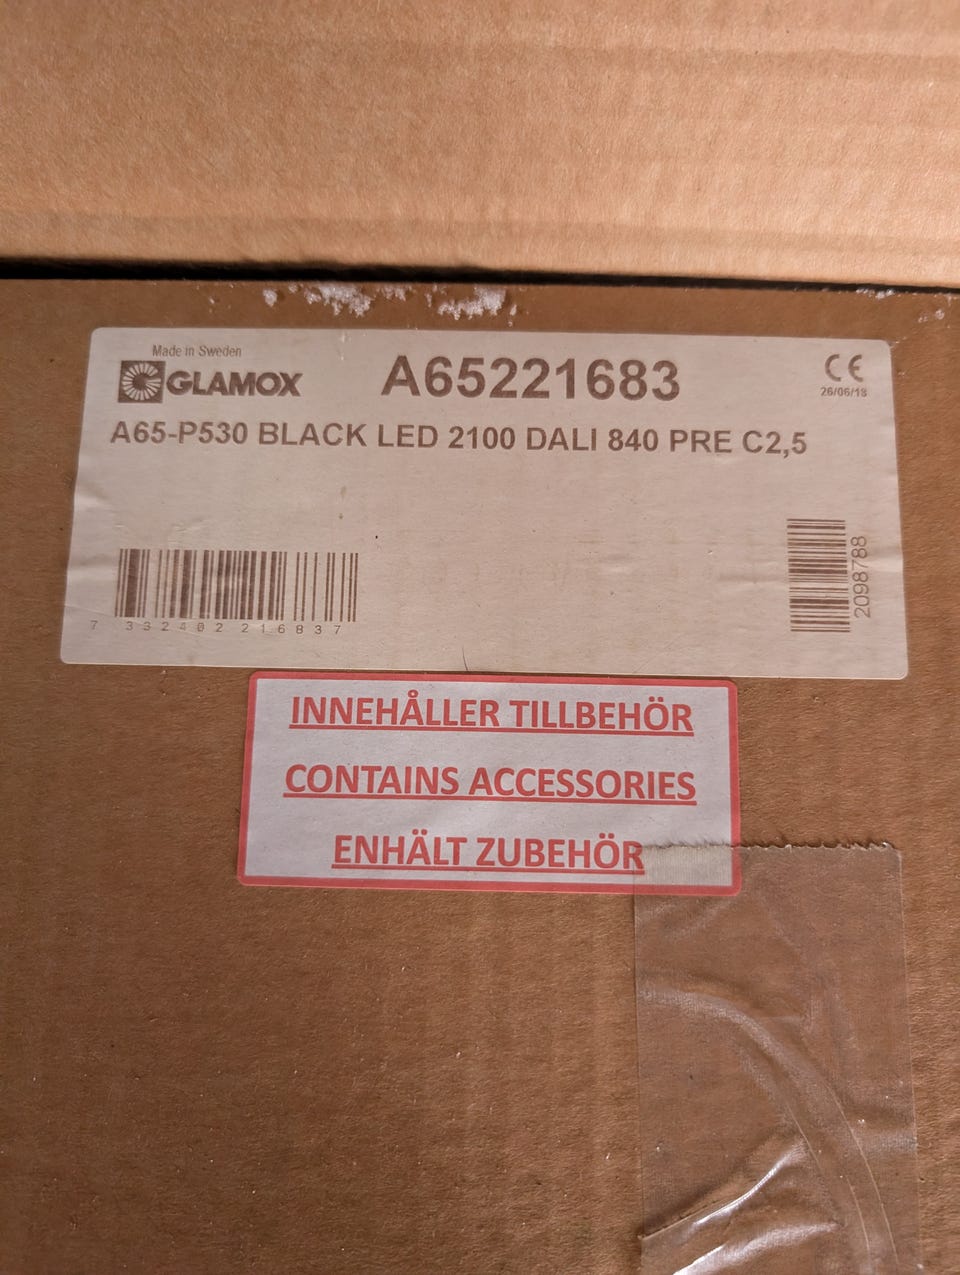 Made in Sweden
GLAMOX
A65221683
CE
26/06/18
A65-P530 BLACK LED 2100 DALI 840 PRE C2,5
7 332402 216837
2098788
INNEHÅLLER TILLBEHÖR
CONTAINS ACCESSORIES
ENHÄLT ZUBEHÖR